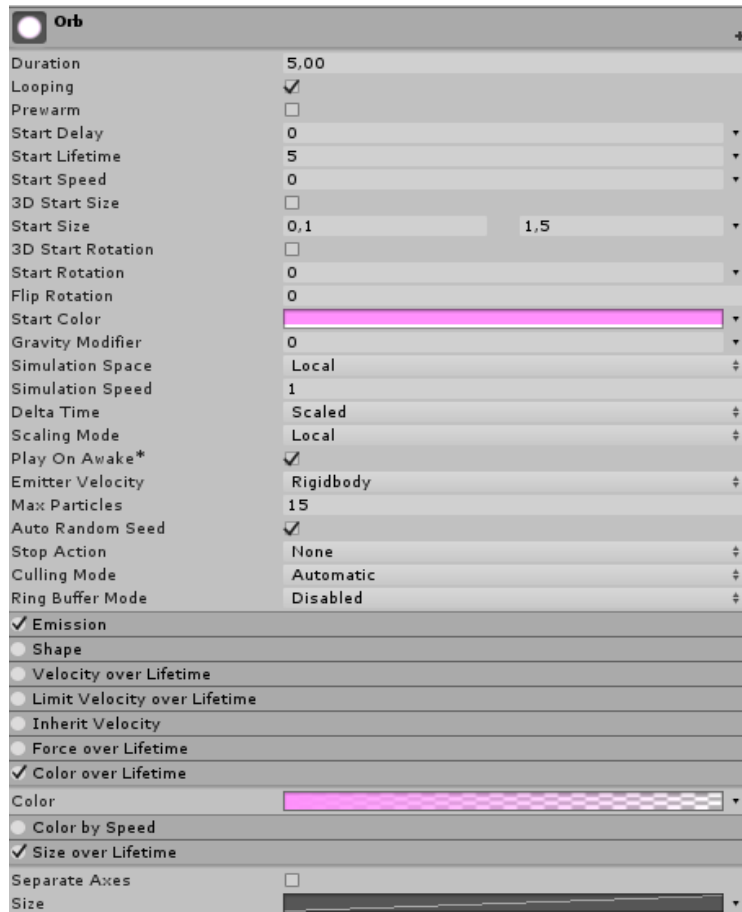 Orb
Duration 5,00
Looping
Prewarm
Start Delay 0
Start Lifetime 5
Start Speed 0
3D Start Size
Start Size 0,1 1,5
3D Start Rotation
Start Rotation 0
Flip Rotation 0
Start Color
Gravity Modifier 0
Simulation Space Local
Simulation Speed 1
Delta Time Scaled
Scaling Mode Local
Play On Awake*
Emitter Velocity Rigidbody
Max Particles 15
Auto Random Seed
Stop Action None
Culling Mode Automatic
Ring Buffer Mode Disabled
Emission
Shape
Velocity over Lifetime
Limit Velocity over Lifetime
Inherit Velocity
Force over Lifetime
Color over Lifetime
Color
Color by Speed
Size over Lifetime
Separate Axes
Size